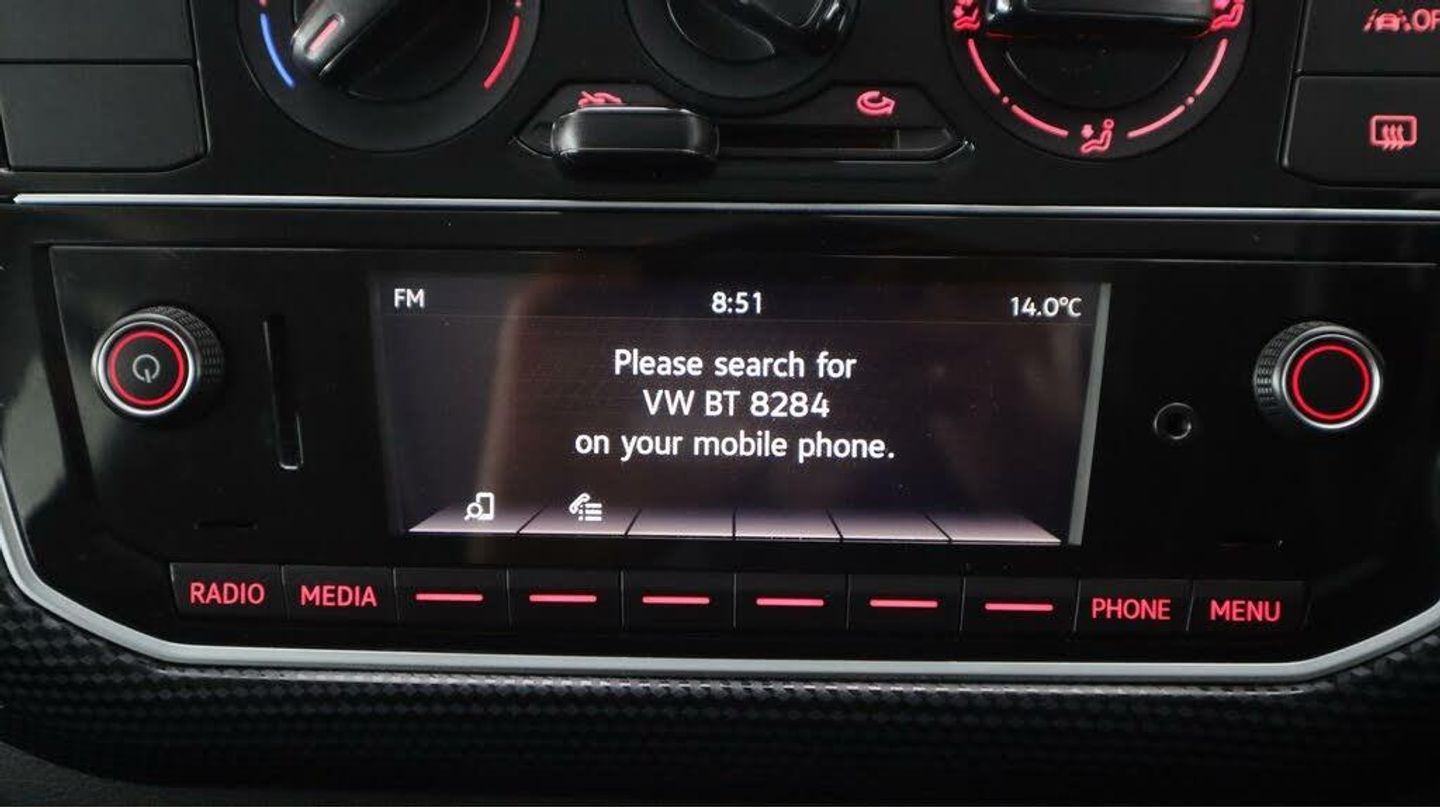 OFF
FM 8:51 14.0°C
Please search for
VW BT 8284
on your mobile phone.
RADIO MEDIA PHONE MENU